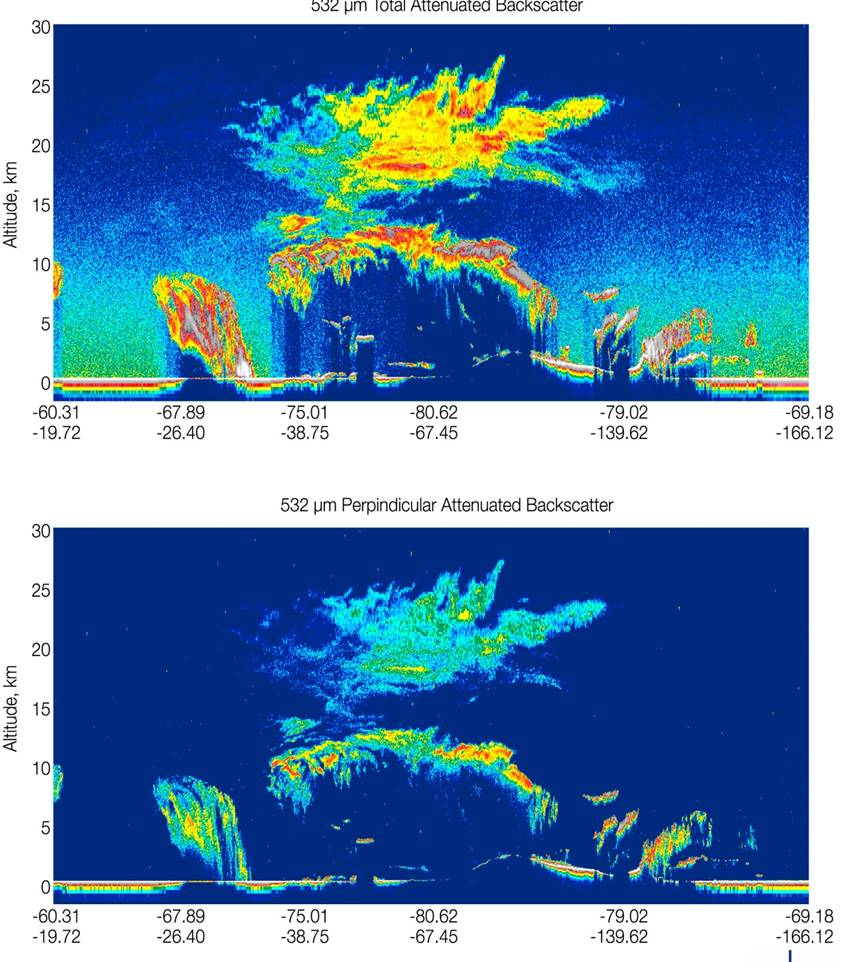 532 µm Total Attenuated Backscatter
30
25
20
15
10
5
0
Altitude, km
-60.31 -67.89 -75.01 -80.62 -79.02 -69.18
-19.72 -26.40 -38.75 -67.45 -139.62 -166.12
532 µm Perpindicular Attenuated Backscatter
30
25
20
15
10
5
0
Altitude, km
-60.31 -67.89 -75.01 -80.62 -79.02 -69.18
-19.72 -26.40 -38.75 -67.45 -139.62 -166.12